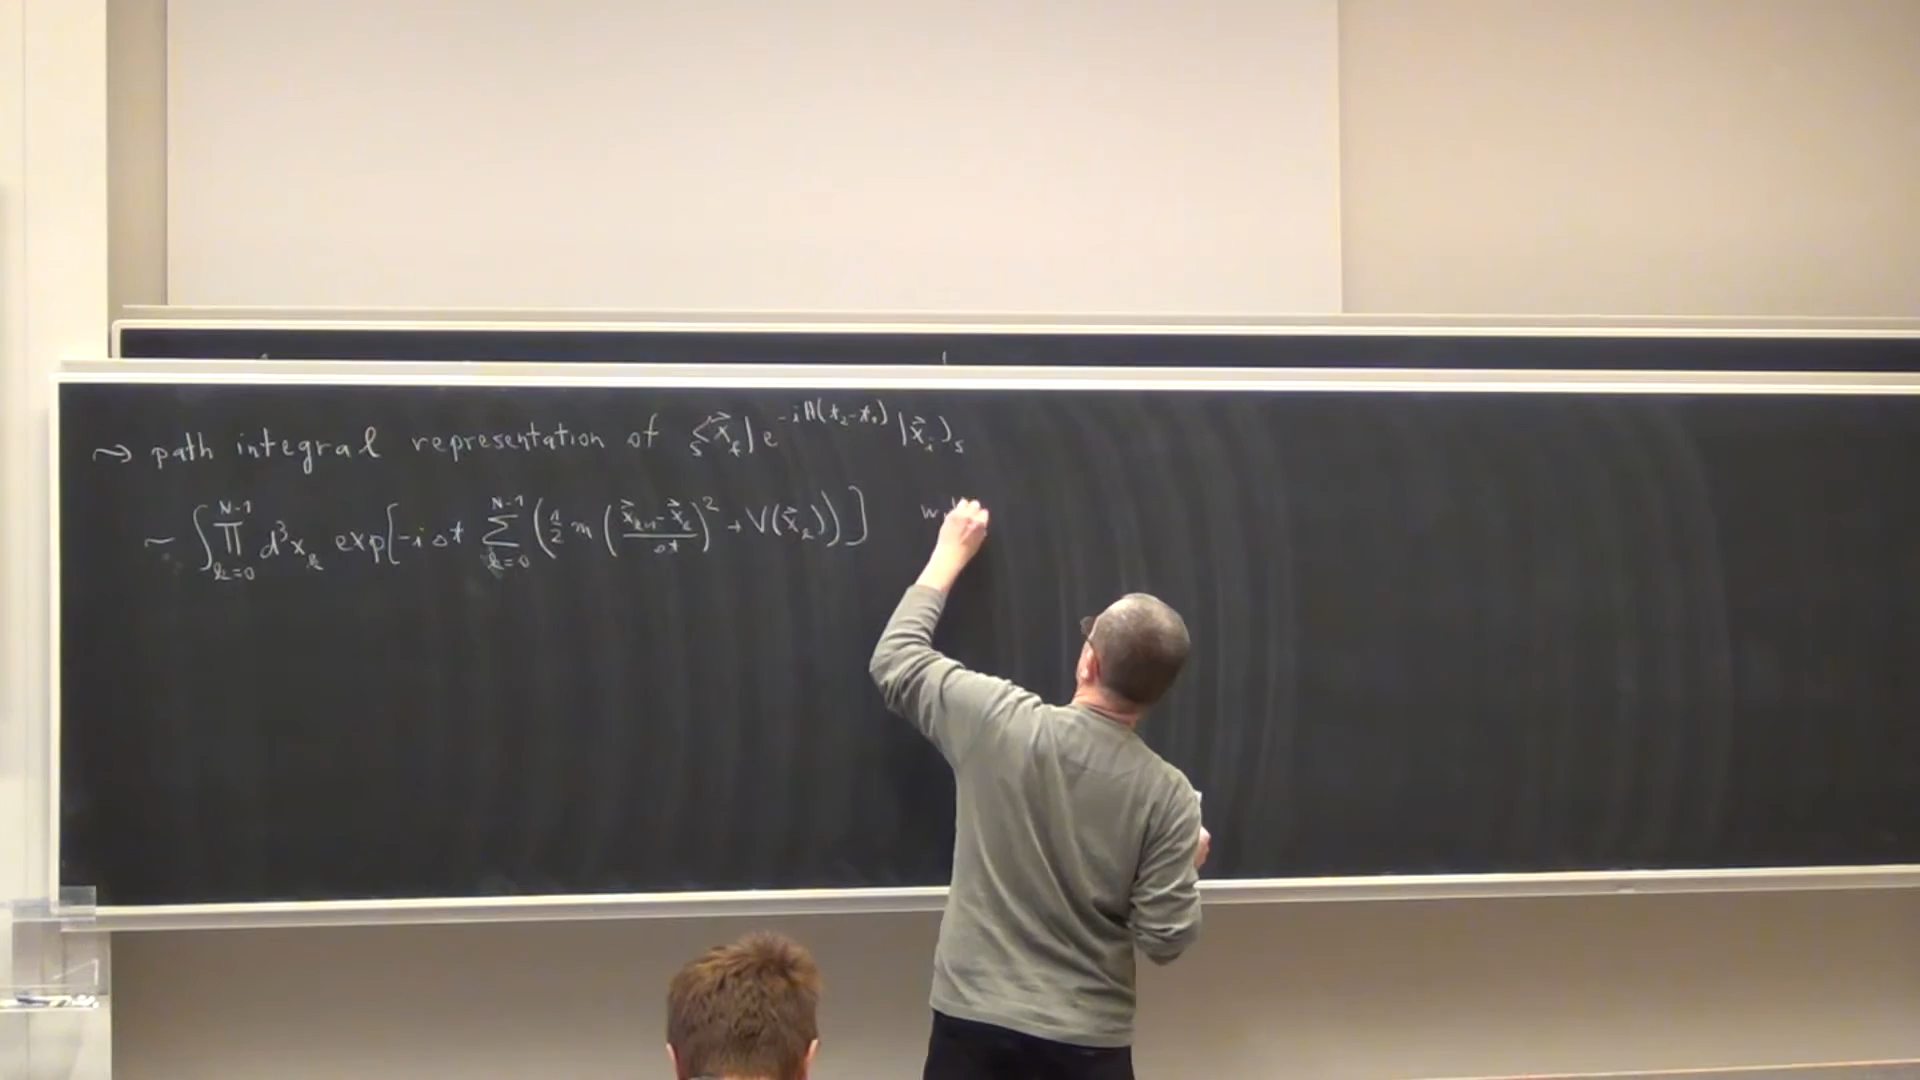 ⤳ path integral representation of ₛ⟨x⃗_f| e^{-iH(t₂-t₁)} |x⃗_i⟩ₛ
~ ∫ ∏_{k=0}^{N-1} d³x_k exp[-iΔt ∑_{k=0}^{N-1} (½ m ((x⃗_{k+1} - x⃗_k)/Δt)² + V(x⃗_k))]